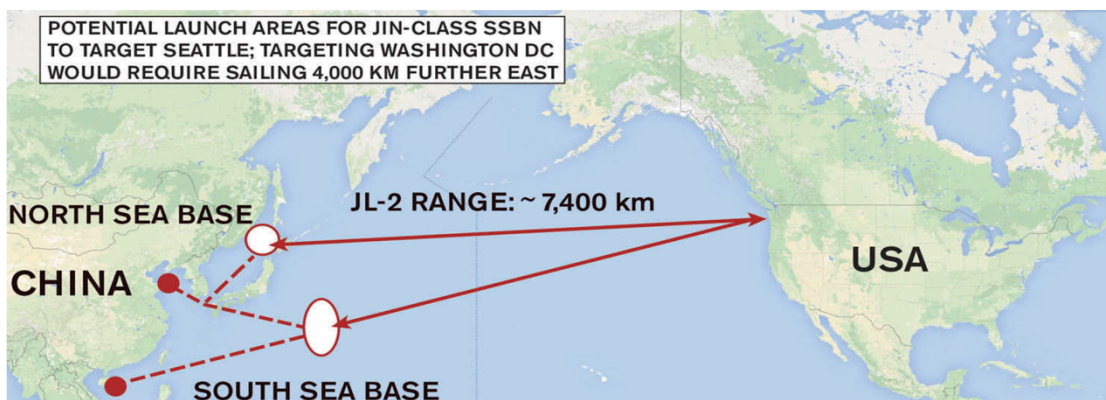 POTENTIAL LAUNCH AREAS FOR JIN-CLASS SSBN
TO TARGET SEATTLE; TARGETING WASHINGTON DC
WOULD REQUIRE SAILING 4,000 KM FURTHER EAST
JL-2 RANGE: ~ 7,400 km
NORTH SEA BASE
CHINA
USA
SOUTH SEA BASE